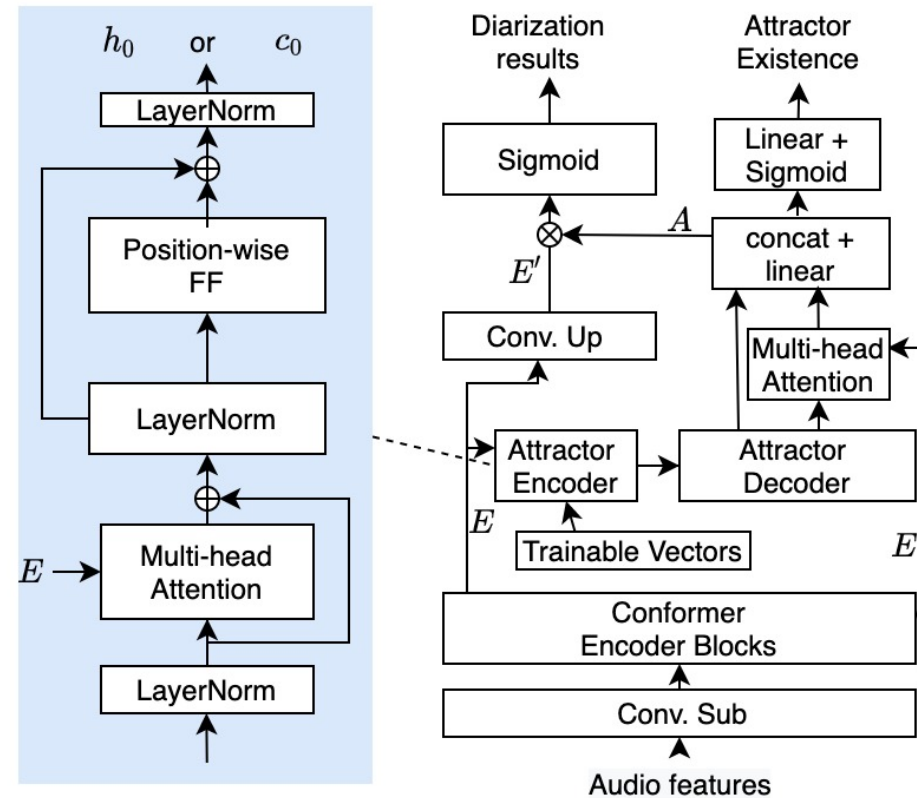 h₀ or c₀
LayerNorm
Position-wise
FF
LayerNorm
E
Multi-head
Attention
LayerNorm
Diarization
results
Sigmoid
E′
Conv. Up
Attractor
Existence
Linear +
Sigmoid
A
concat +
linear
Multi-head
Attention
Attractor
Encoder
Attractor
Decoder
E
Trainable Vectors
E
Conformer
Encoder Blocks
Conv. Sub
Audio features